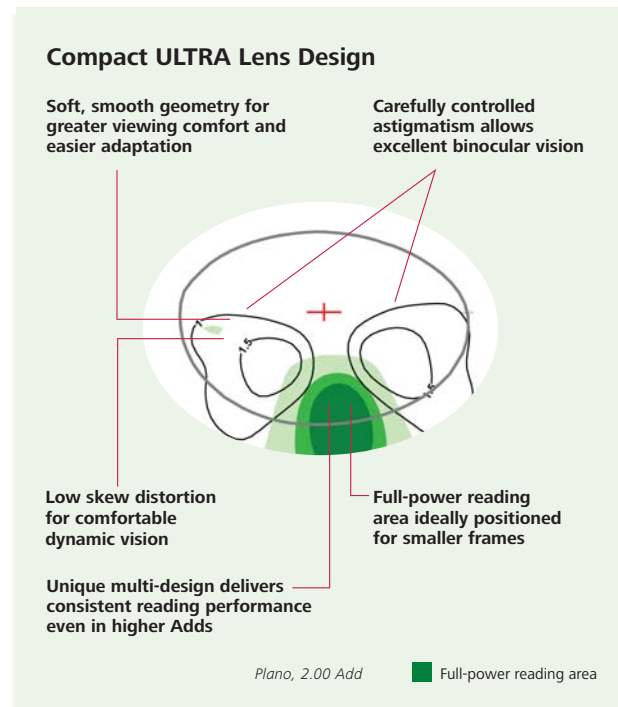 Compact ULTRA Lens Design
Soft, smooth geometry for
greater viewing comfort and
easier adaptation
Carefully controlled
astigmatism allows
excellent binocular vision
1
1.5
1.5
Low skew distortion
for comfortable
dynamic vision
Full-power reading
area ideally positioned
for smaller frames
Unique multi-design delivers
consistent reading performance
even in higher Adds
Plano, 2.00 Add
Full-power reading area